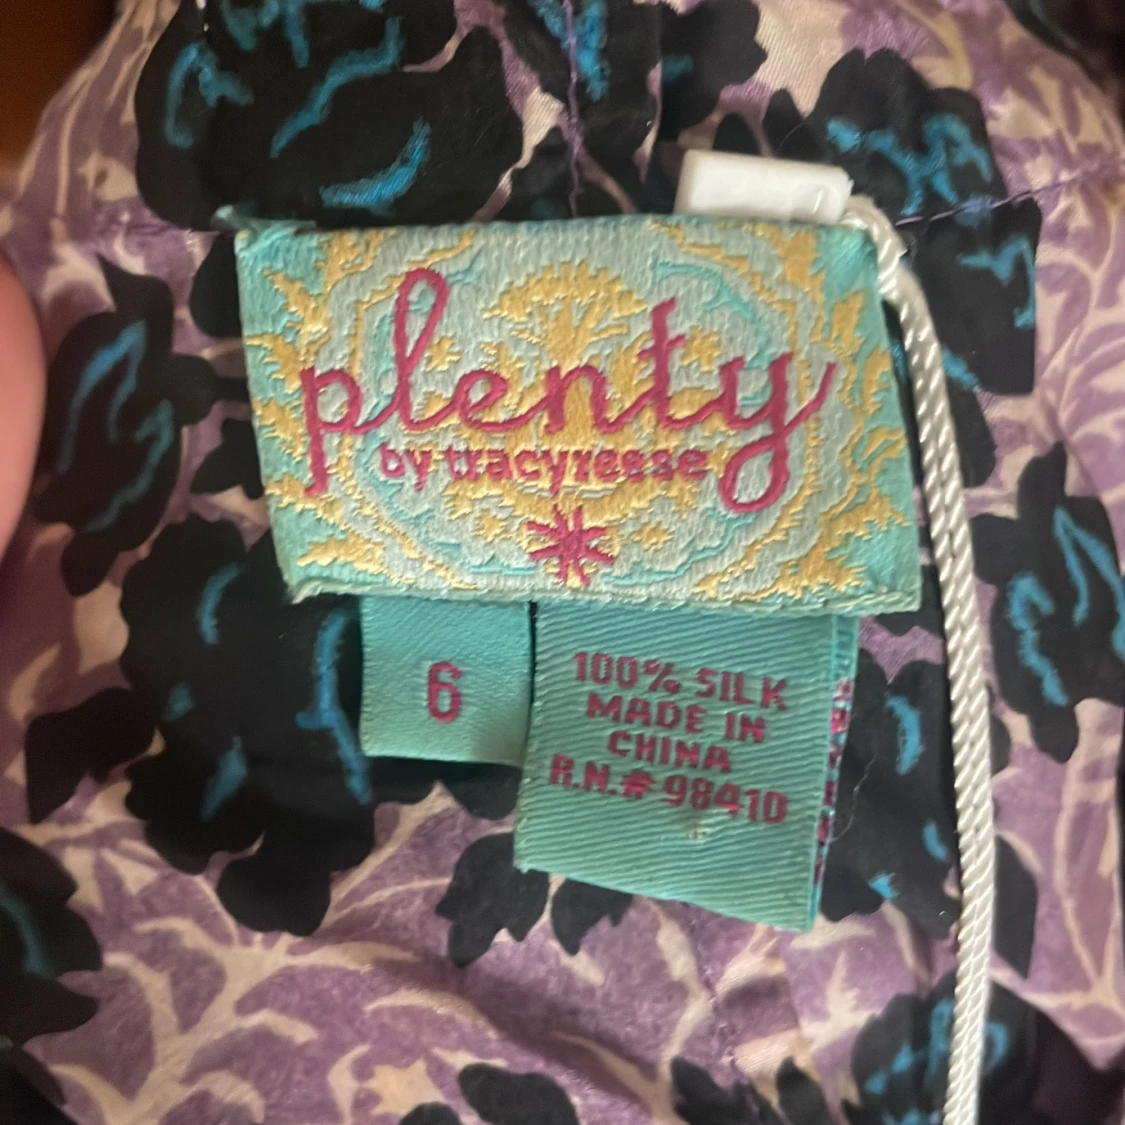 plenty
by tracyreese
6
100% SILK
MADE IN
CHINA
R.N.# 98410